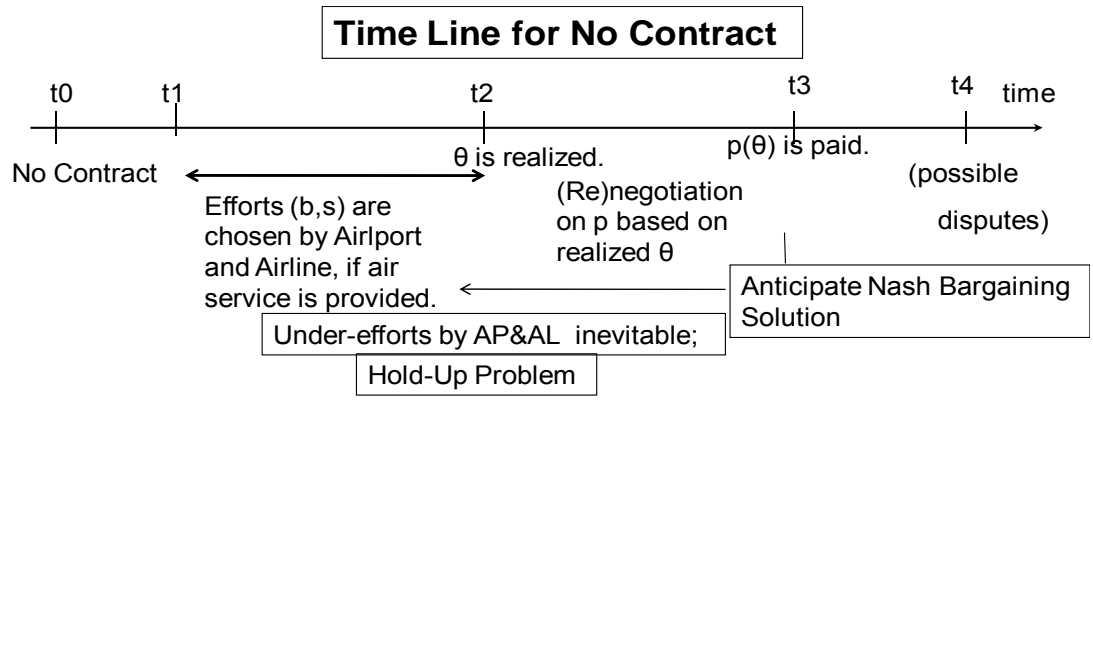 Time Line for No Contract
t0
t1
t2
t3
t4
time
No Contract
θ is realized.
p(θ) is paid.
(possible
disputes)
Efforts (b,s) are
chosen by Airlport
and Airline, if air
service is provided.
(Re)negotiation
on p based on
realized θ
Anticipate Nash Bargaining
Solution
Under-efforts by AP&AL inevitable;
Hold-Up Problem